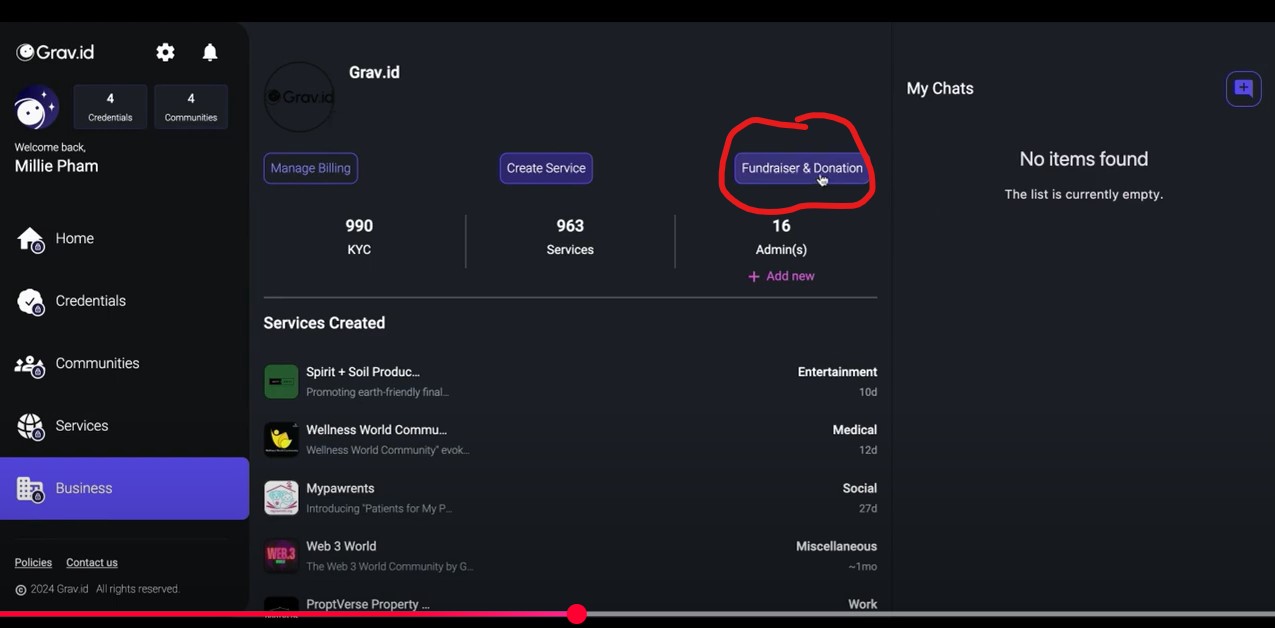 Grav.id
4
Credentials
4
Communities
Welcome back,
Millie Pham
Home
Credentials
Communities
Services
Business
Policies Contact us
© 2024 Grav.id All rights reserved.
Grav.id
Grav.id
Manage Billing
Create Service
Fundraiser & Donation
990
KYC
963
Services
16
Admin(s)
+ Add new
Services Created
Spirit + Soil Produc...
Promoting earth-friendly final...
Entertainment
10d
Wellness World Commu...
Wellness World Community" evok...
Medical
12d
Mypawrents
Introducing "Patients for My P...
Social
27d
WEB.3
Web 3 World
The Web 3 World Community by G...
Miscellaneous
~1mo
ProptVerse Property ...
Work
My Chats
No items found
The list is currently empty.